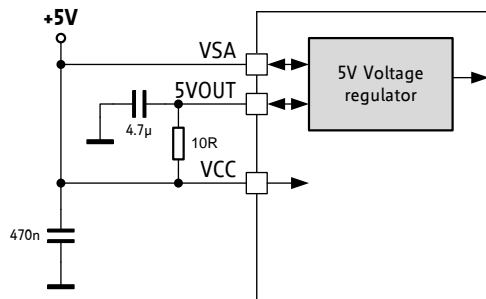 +5V
VSA
5VOUT
5V Voltage
regulator
4.7µ
10R
VCC
470n